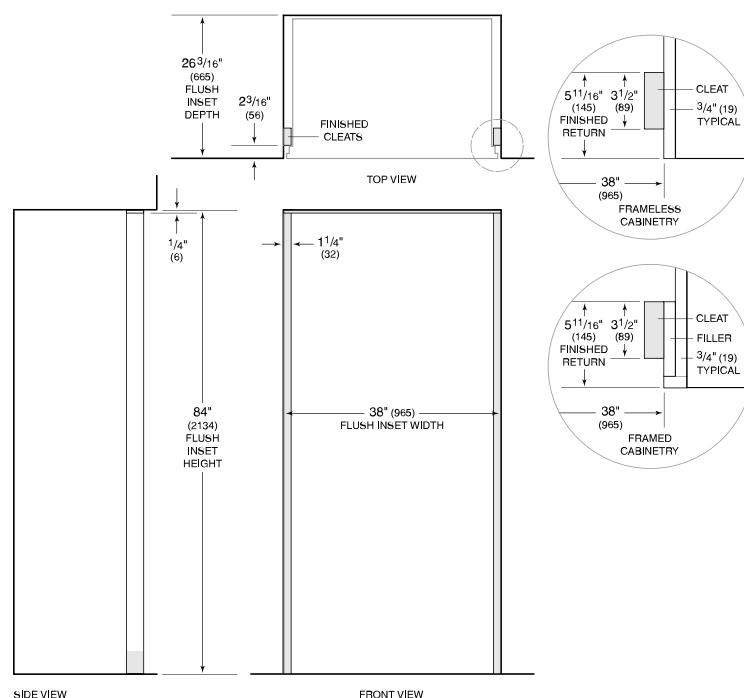 26 3/16"
(665)
FLUSH
INSET
DEPTH
2 3/16"
(56)
FINISHED
CLEATS
TOP VIEW
5 11/16"
(145)
FINISHED
RETURN
3 1/2"
(89)
CLEAT
3/4" (19)
TYPICAL
38"
(965)
FRAMELESS
CABINETRY
1/4"
(6)
1 1/4"
(32)
84"
(2134)
FLUSH
INSET
HEIGHT
38" (965)
FLUSH INSET WIDTH
5 11/16"
(145)
FINISHED
RETURN
3 1/2"
(89)
CLEAT
FILLER
3/4" (19)
TYPICAL
38"
(965)
FRAMED
CABINETRY
SIDE VIEW
FRONT VIEW